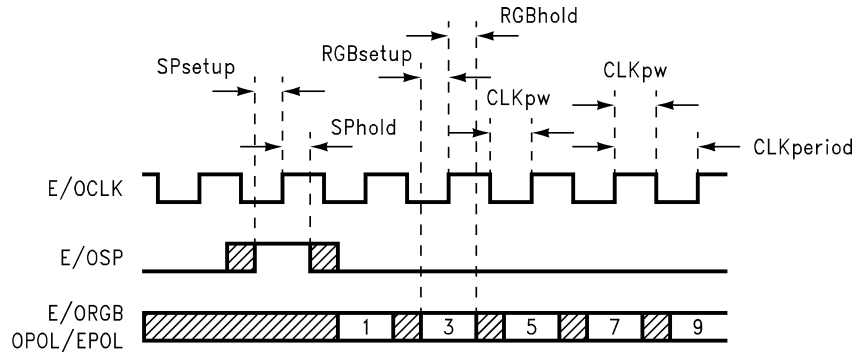 RGBhold
RGBsetup
SPsetup
CLKpw
CLKpw
SPhold
CLKperiod
E/OCLK
E/OSP
E/ORGB
OPOL/EPOL
1 3 5 7 9